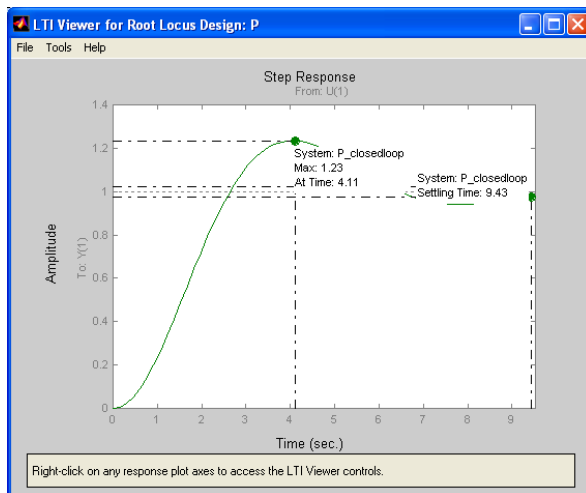 LTI Viewer for Root Locus Design: P
File Tools Help
Step Response
From: U(1)
1.4
1.2
1
0.8
0.6
0.4
0.2
0
Amplitude
To: Y(1)
System: P_closedloop
Max: 1.23
At Time: 4.11
System: P_closedloop
Settling Time: 9.43
0 1 2 3 4 5 6 7 8 9
Time (sec.)
Right-click on any response plot axes to access the LTI Viewer controls.